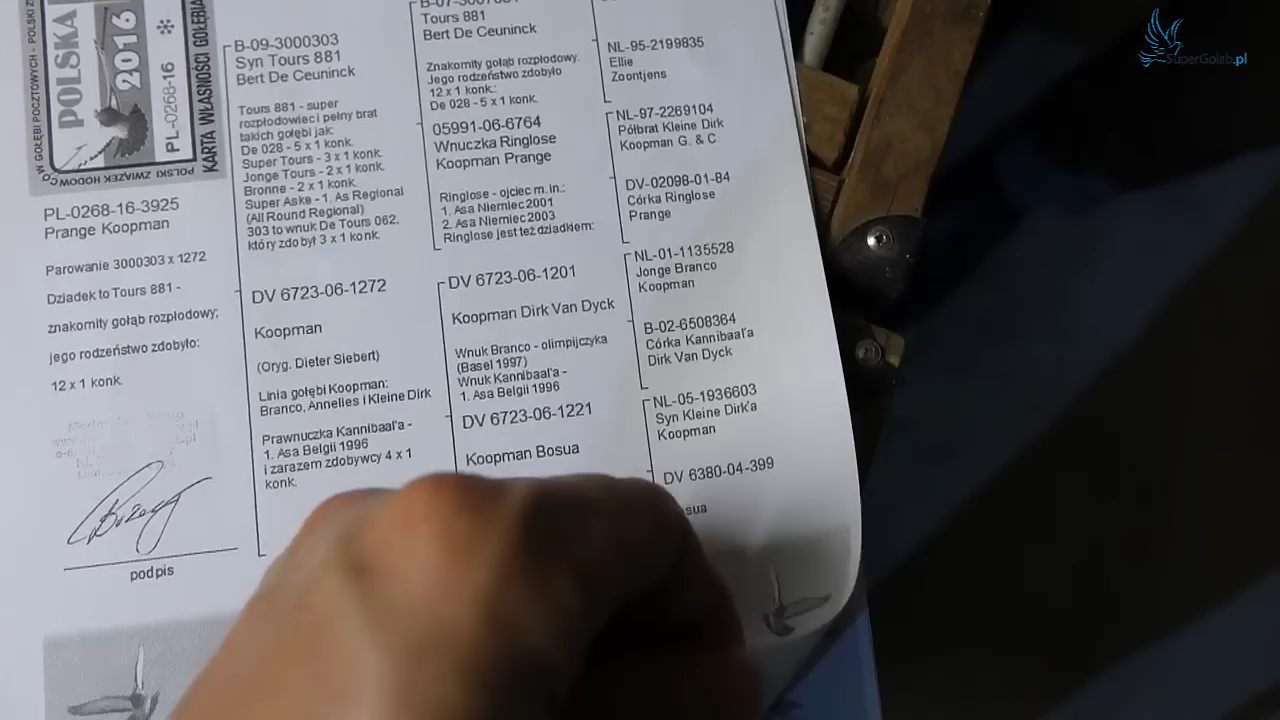 SuperGolab.pl
W GOŁĘBI POCZTOWYCH - POLSKI
POLSKA
2016
PL-0268-16
KARTA WŁASNOŚCI GOŁĘBIA
POLSKI ZWIĄZEK HODOWCÓW
PL-0268-16-3925
Prange Koopman
Parowanie 3000303 x 1272
Dziadek to Tours 881 -
znakomity gołąb rozpłodowy;
jego rodzeństwo zdobyło:
12 x 1 konk.
podpis
B-09-3000303
Syn Tours 881
Bert De Ceuninck
Tours 881 - super
rozpłodowiec i pełny brat
takich gołębi jak:
De 028 - 5 x 1 konk.
Super Tours - 3 x 1 konk.
Jonge Tours - 2 x 1 konk.
Bronne - 2 x 1 konk.
Super Aske - 1. As Regional
(All Round Regional)
303 to wnuk De Tours 062,
który zdobył 3 x 1 konk.
DV 6723-06-1272
Koopman
(Oryg. Dieter Siebert)
Linia gołębi Koopman:
Branco, Annelies i Kleine Dirk
Prawnuczka Kannibaal'a -
1. Asa Belgii 1996
i zarazem zdobywcy 4 x 1
konk.
Tours 881
Bert De Ceuninck
Znakomity gołąb rozpłodowy.
Jego rodzeństwo zdobyło
12 x 1 konk.:
De 028 - 5 x 1 konk.
05991-06-6764
Wnuczka Ringlose
Koopman Prange
Ringlose - ojciec m. in.:
1. Asa Niemiec 2001
2. Asa Niemiec 2003
Ringlose jest też dziadkiem:
DV 6723-06-1201
Koopman Dirk Van Dyck
Wnuk Branco - olimpijczyka
(Basel 1997)
Wnuk Kannibaal'a -
1. Asa Belgii 1996
DV 6723-06-1221
Koopman Bosua
NL-95-2199835
Ellie
Zoontjens
NL-97-2269104
Półbrat Kleine Dirk
Koopman G. & C.
DV-02098-01-84
Córka Ringlose
Prange
NL-01-1135528
Jonge Branco
Koopman
B-02-6508364
Córka Kannibaal'a
Dirk Van Dyck
NL-05-1936603
Syn Kleine Dirk'a
Koopman
DV 6380-04-399
sua